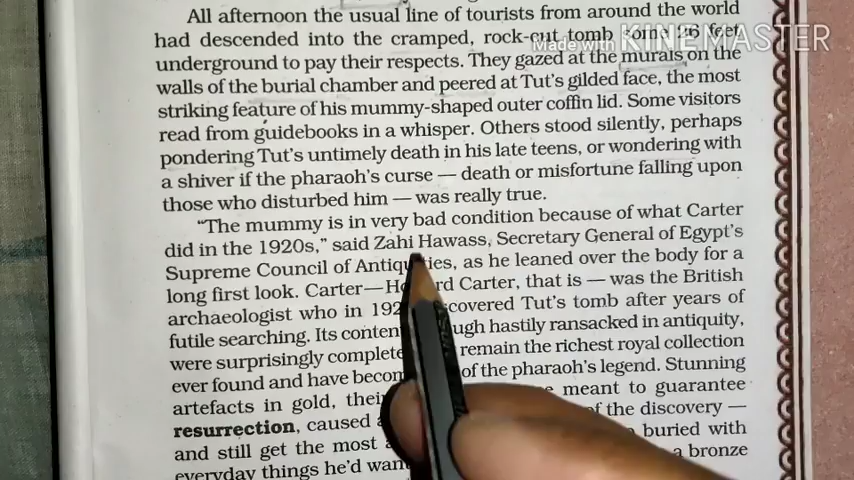 All afternoon the usual line of tourists from around the world
had descended into the cramped, rock-cut tomb some 26 feet
Made with KINEMASTER
underground to pay their respects. They gazed at the murals on the
walls of the burial chamber and peered at Tut's gilded face, the most
striking feature of his mummy-shaped outer coffin lid. Some visitors
read from guidebooks in a whisper. Others stood silently, perhaps
pondering Tut's untimely death in his late teens, or wondering with
a shiver if the pharaoh's curse — death or misfortune falling upon
those who disturbed him — was really true.
"The mummy is in very bad condition because of what Carter
did in the 1920s," said Zahi Hawass, Secretary General of Egypt's
Supreme Council of Antiquities, as he leaned over the body for a
long first look. Carter—Howard Carter, that is — was the British
archaeologist who in Tut's tomb after years of
futile searching. Its hastily ransacked in antiquity,
were surprisingly remain the richest royal collection
ever found and have of the pharaoh's legend. Stunning
artefacts in gold, meant to guarantee
resurrection, caused of the discovery —
and still get the most buried with
everyday things he'd a bronze